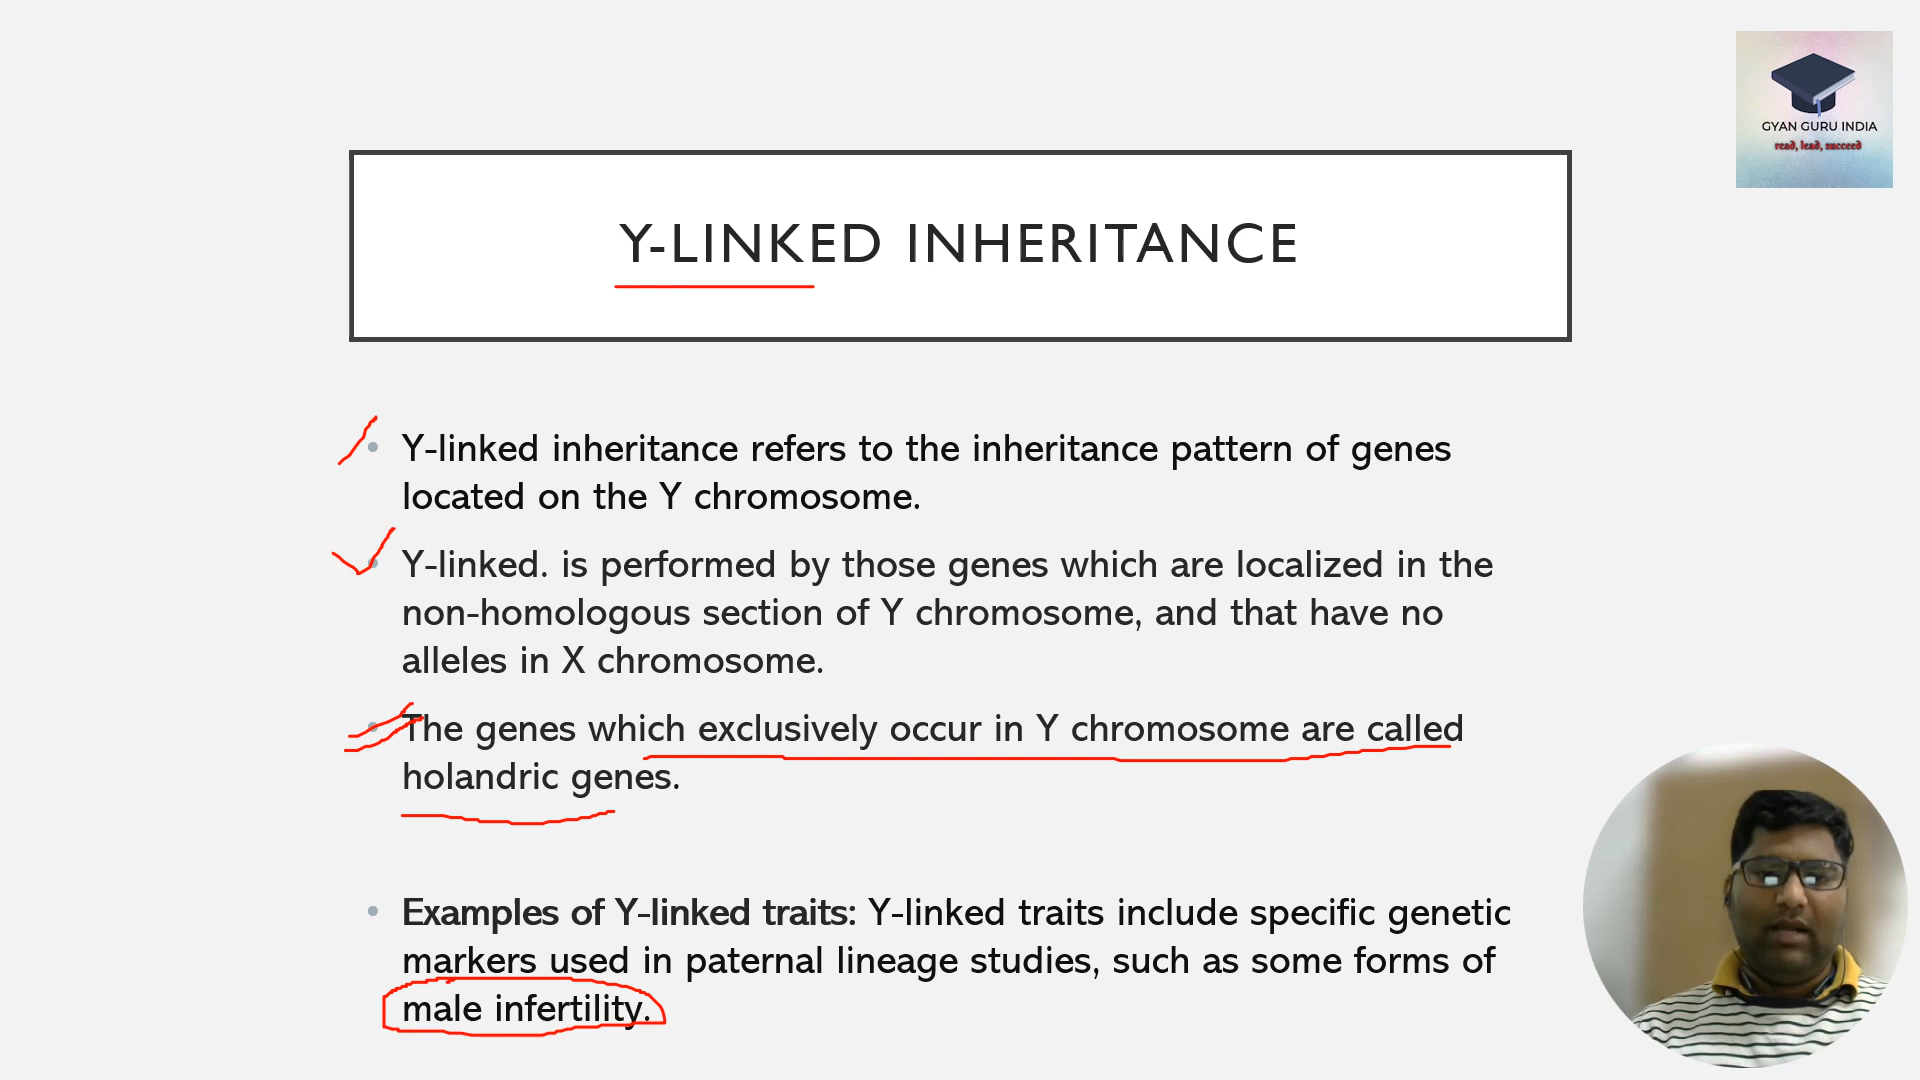 GYAN GURU INDIA
read, lead, succeed
Y-LINKED INHERITANCE
Y-linked inheritance refers to the inheritance pattern of genes
located on the Y chromosome.
Y-linked. is performed by those genes which are localized in the
non-homologous section of Y chromosome, and that have no
alleles in X chromosome.
The genes which exclusively occur in Y chromosome are called
holandric genes.
Examples of Y-linked traits: Y-linked traits include specific genetic
markers used in paternal lineage studies, such as some forms of
male infertility.